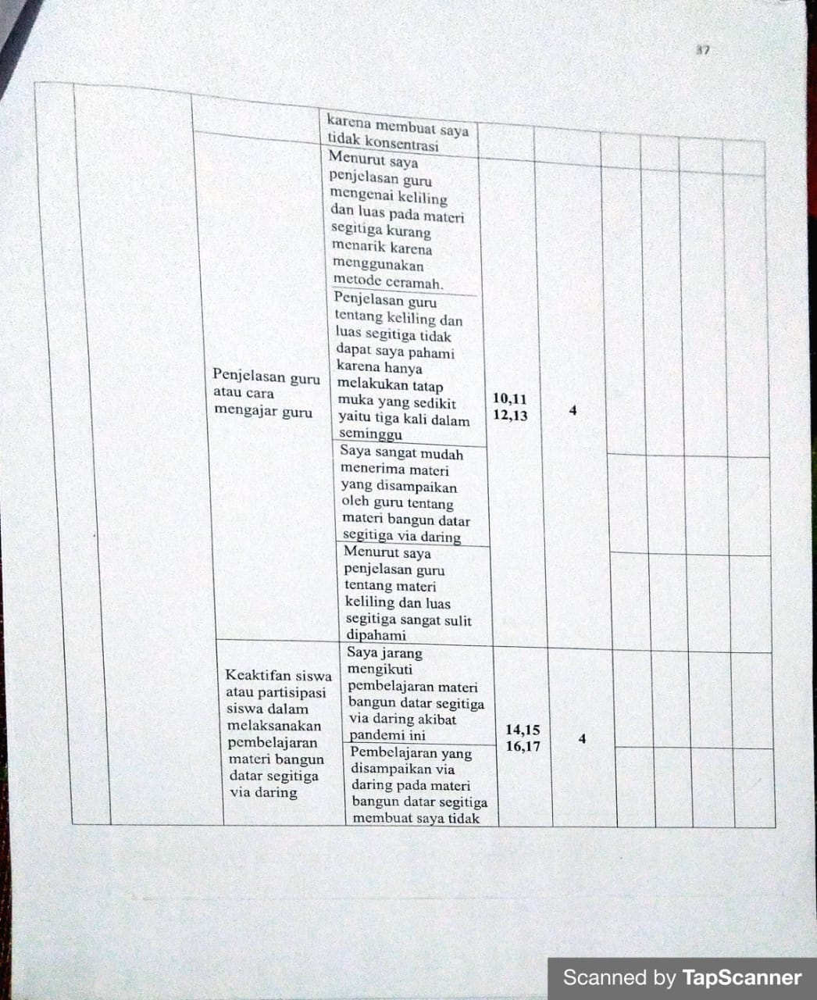 37
karena membuat saya
tidak konsentrasi
Penjelasan guru
atau cara
mengajar guru
Menurut saya
penjelasan guru
mengenai keliling
dan luas pada materi
segitiga kurang
menarik karena
menggunakan
metode ceramah.
Penjelasan guru
tentang keliling dan
luas segitiga tidak
dapat saya pahami
karena hanya
melakukan tatap
muka yang sedikit
yaitu tiga kali dalam
seminggu
Saya sangat mudah
menerima materi
yang disampaikan
oleh guru tentang
materi bangun datar
segitiga via daring
Menurut saya
penjelasan guru
tentang materi
keliling dan luas
segitiga sangat sulit
dipahami
10,11
12,13
4
Keaktifan siswa
atau partisipasi
siswa dalam
melaksanakan
pembelajaran
materi bangun
datar segitiga
via daring
Saya jarang
mengikuti
pembelajaran materi
bangun datar segitiga
via daring akibat
pandemi ini
Pembelajaran yang
disampaikan via
daring pada materi
bangun datar segitiga
membuat saya tidak
14,15
16,17
4
Scanned by TapScanner